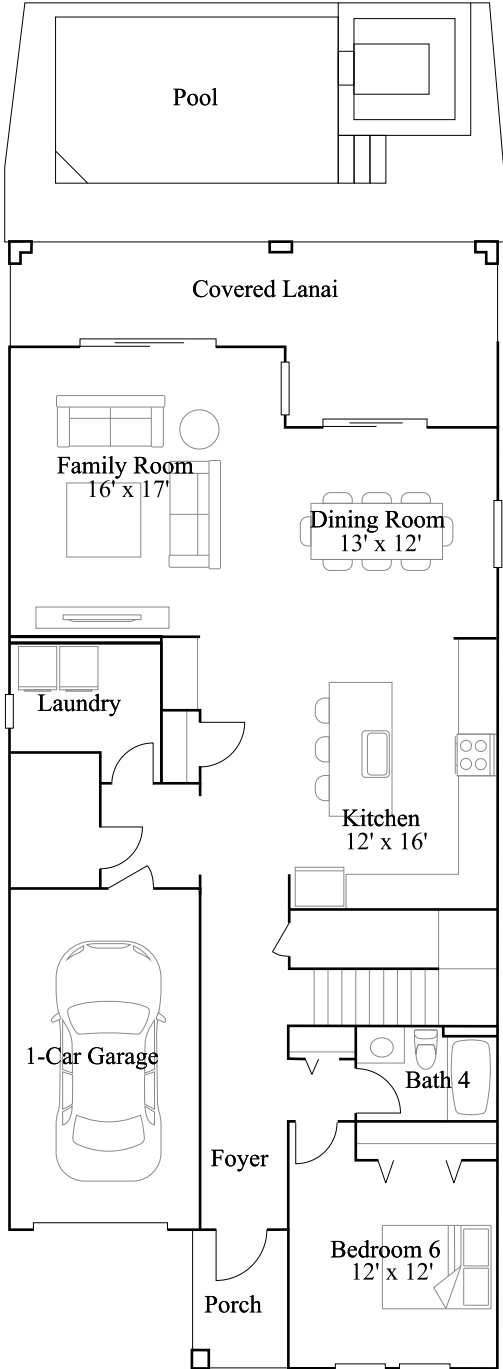 Pool
Covered Lanai
Family Room
16' x 17'
Dining Room
13' x 12'
Laundry
Kitchen
12' x 16'
1-Car Garage
Bath 4
Foyer
Bedroom 6
12' x 12'
Porch